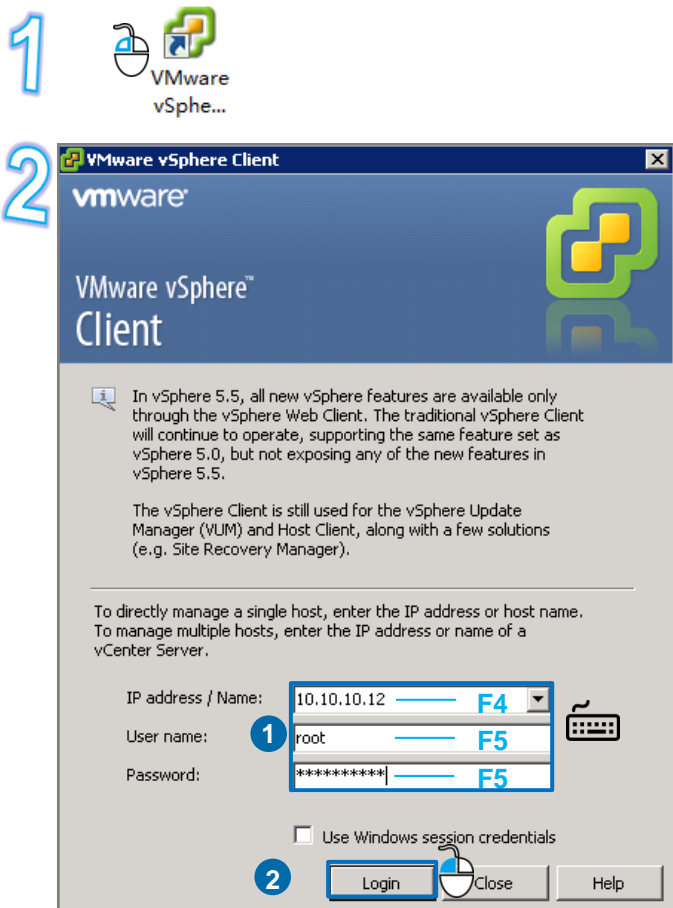 1
VMware
vSphe...
2
VMware vSphere Client
vmware®
VMware vSphere™
Client
In vSphere 5.5, all new vSphere features are available only
through the vSphere Web Client. The traditional vSphere Client
will continue to operate, supporting the same feature set as
vSphere 5.0, but not exposing any of the new features in
vSphere 5.5.
The vSphere Client is still used for the vSphere Update
Manager (VUM) and Host Client, along with a few solutions
(e.g. Site Recovery Manager).
To directly manage a single host, enter the IP address or host name.
To manage multiple hosts, enter the IP address or name of a
vCenter Server.
IP address / Name: 10.10.10.12 F4
User name: 1 root F5
Password: ********** F5
Use Windows session credentials
2 Login Close Help